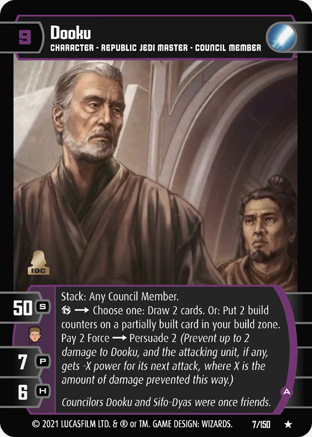 9
Dooku
CHARACTER - REPUBLIC JEDI MASTER - COUNCIL MEMBER
IDC
50 S
7 P
6 H
Stack: Any Council Member.
→ Choose one: Draw 2 cards. Or: Put 2 build
counters on a partially built card in your build zone.
Pay 2 Force → Persuade 2 (Prevent up to 2
damage to Dooku, and the attacking unit, if any,
gets -X power for its next attack, where X is the
amount of damage prevented this way.)
Councilors Dooku and Sifo-Dyas were once friends.
A
© 2021 LUCASFILM LTD. & ® or TM. GAME DESIGN: WIZARDS.
7/150 ★